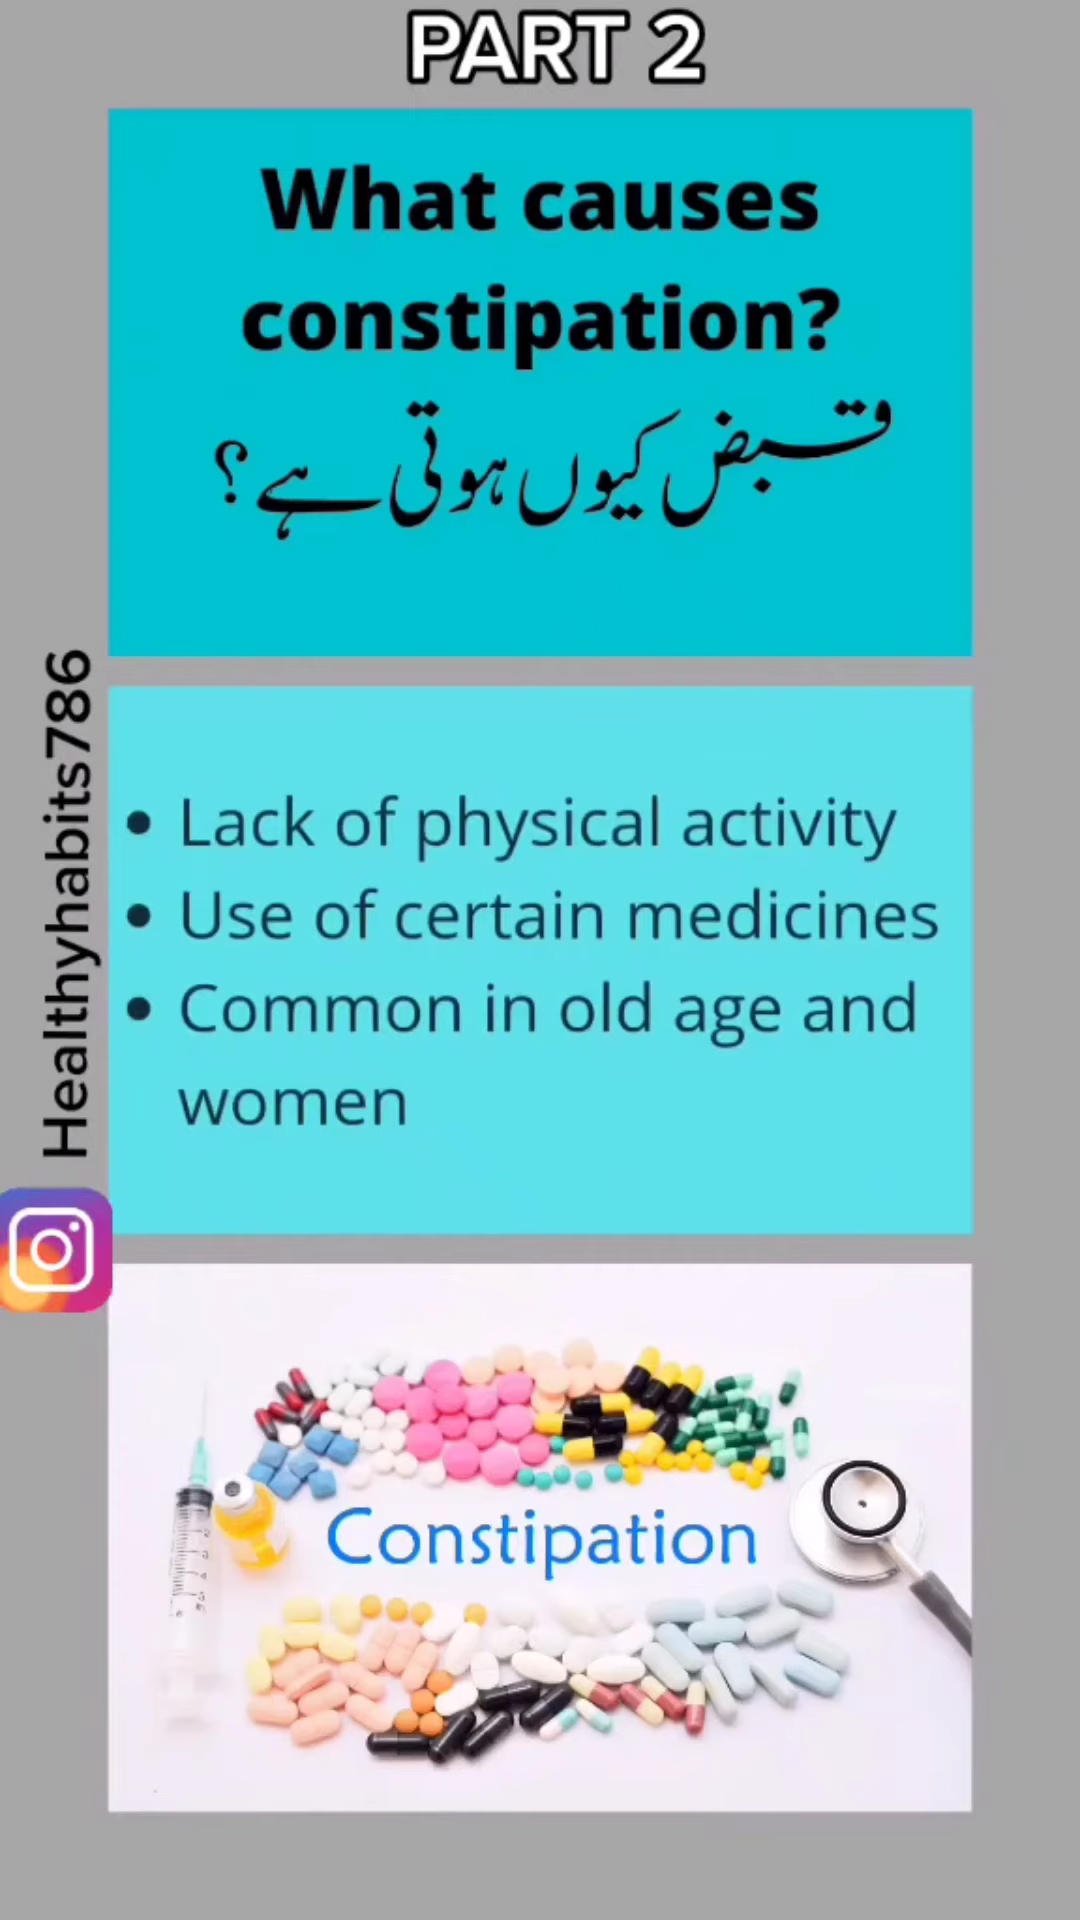 PART 2
What causes
constipation?
قبض کیوں ہوتی ہے؟
Healthyhabits786
• Lack of physical activity
• Use of certain medicines
• Common in old age and
women
Constipation